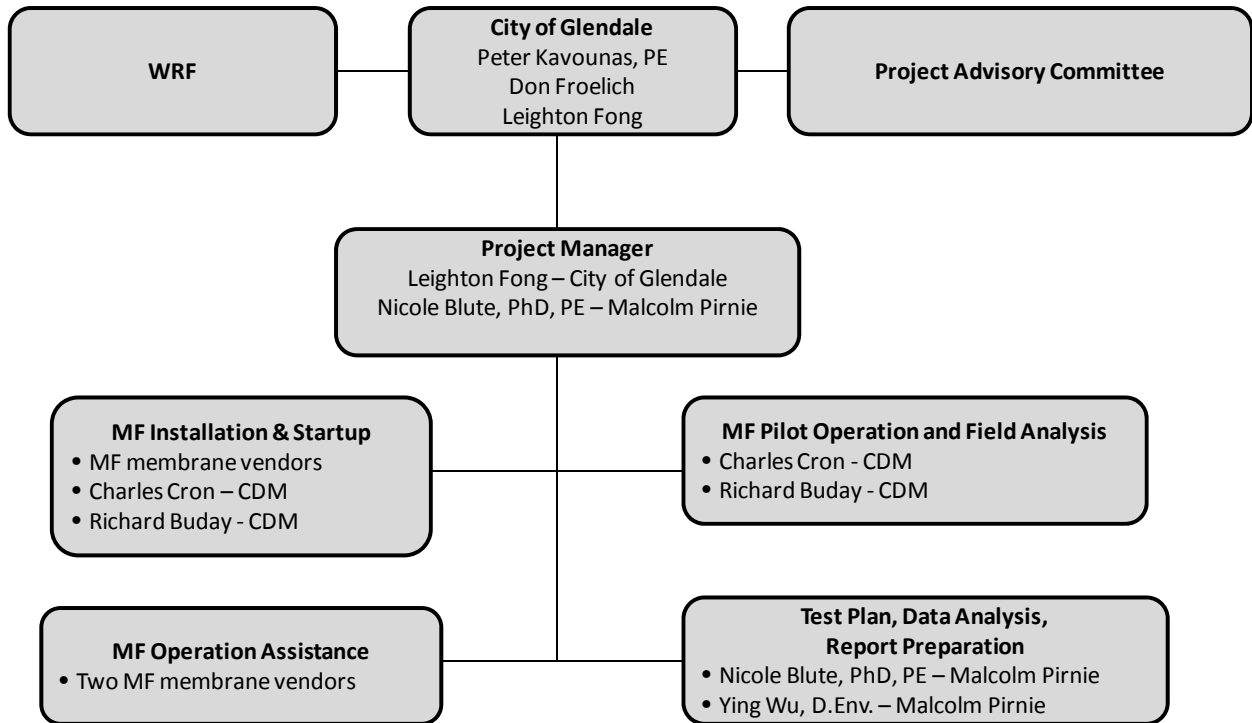 WRF
City of Glendale
Peter Kavounas, PE
Don Froelich
Leighton Fong
Project Advisory Committee
Project Manager
Leighton Fong – City of Glendale
Nicole Blute, PhD, PE – Malcolm Pirnie
MF Installation & Startup
• MF membrane vendors
• Charles Cron – CDM
• Richard Buday - CDM
MF Pilot Operation and Field Analysis
• Charles Cron - CDM
• Richard Buday - CDM
MF Operation Assistance
• Two MF membrane vendors
Test Plan, Data Analysis,
Report Preparation
• Nicole Blute, PhD, PE – Malcolm Pirnie
• Ying Wu, D.Env. – Malcolm Pirnie